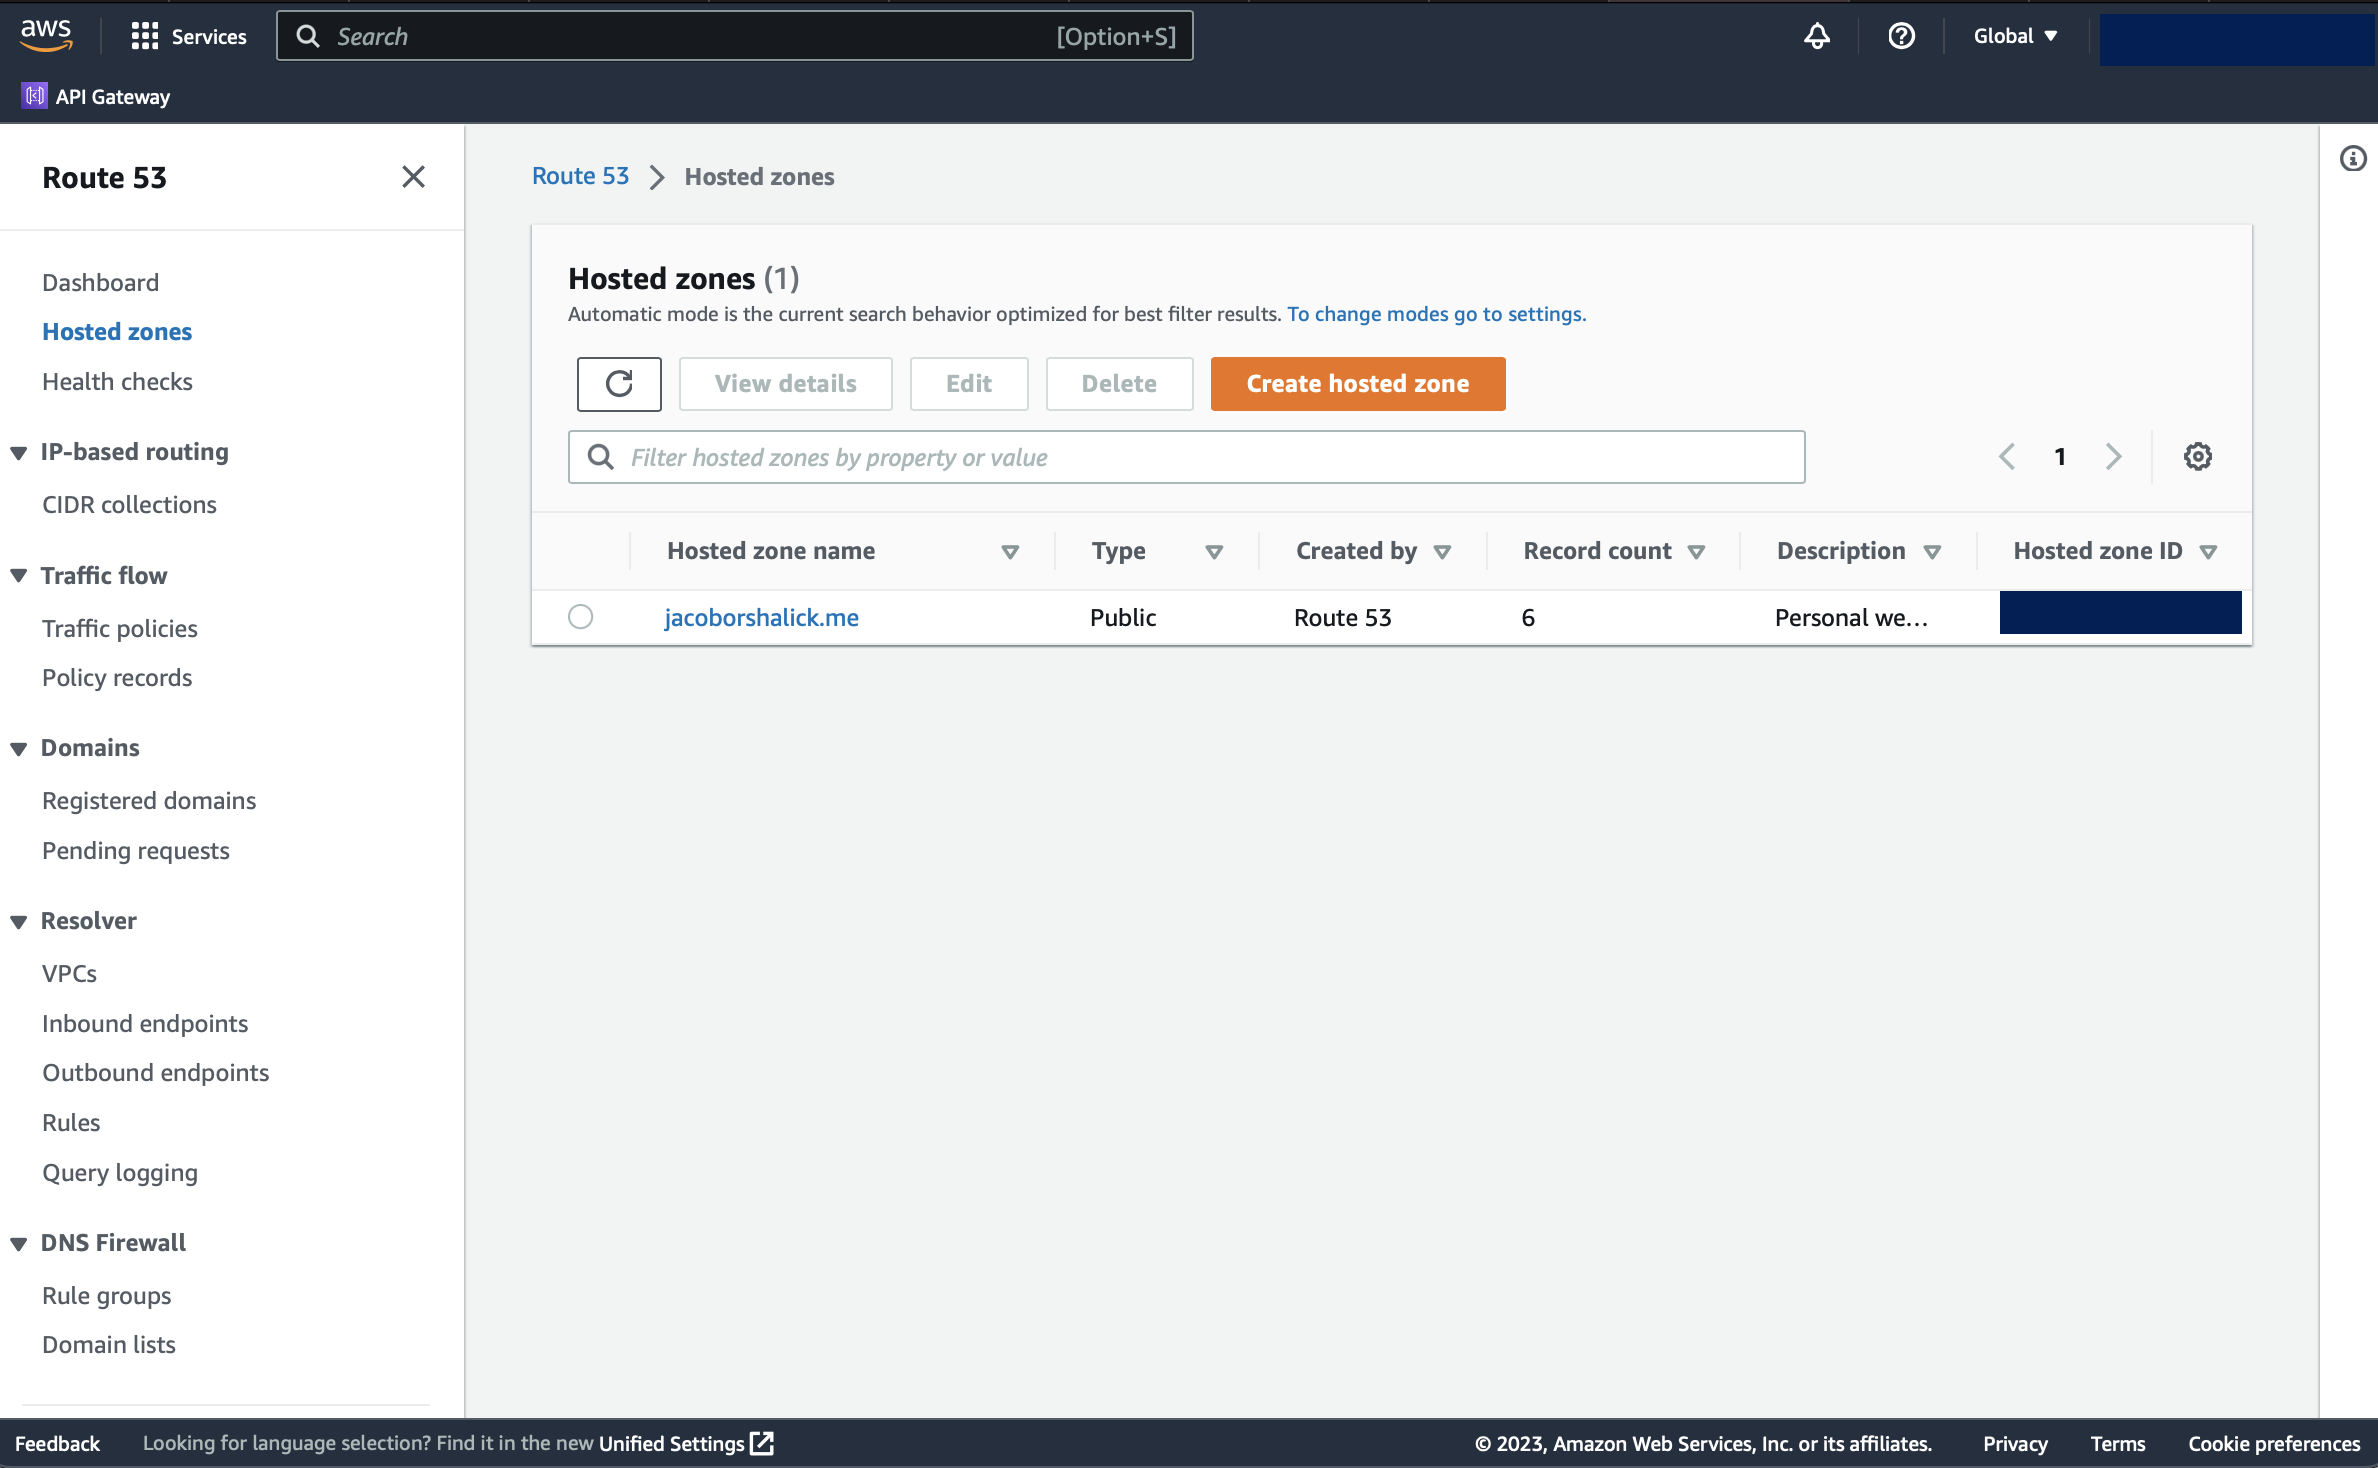 aws
Services
Search
[Option+S]
Global
API Gateway
Route 53
Dashboard
Hosted zones
Health checks
IP-based routing
CIDR collections
Traffic flow
Traffic policies
Policy records
Domains
Registered domains
Pending requests
Resolver
VPCs
Inbound endpoints
Outbound endpoints
Rules
Query logging
DNS Firewall
Rule groups
Domain lists
Route 53 > Hosted zones
Hosted zones (1)
Automatic mode is the current search behavior optimized for best filter results. To change modes go to settings.
View details Edit Delete Create hosted zone
Filter hosted zones by property or value
1
Hosted zone name Type Created by Record count Description Hosted zone ID
jacoborshalick.me Public Route 53 6 Personal we...
Feedback Looking for language selection? Find it in the new Unified Settings © 2023, Amazon Web Services, Inc. or its affiliates. Privacy Terms Cookie preferences